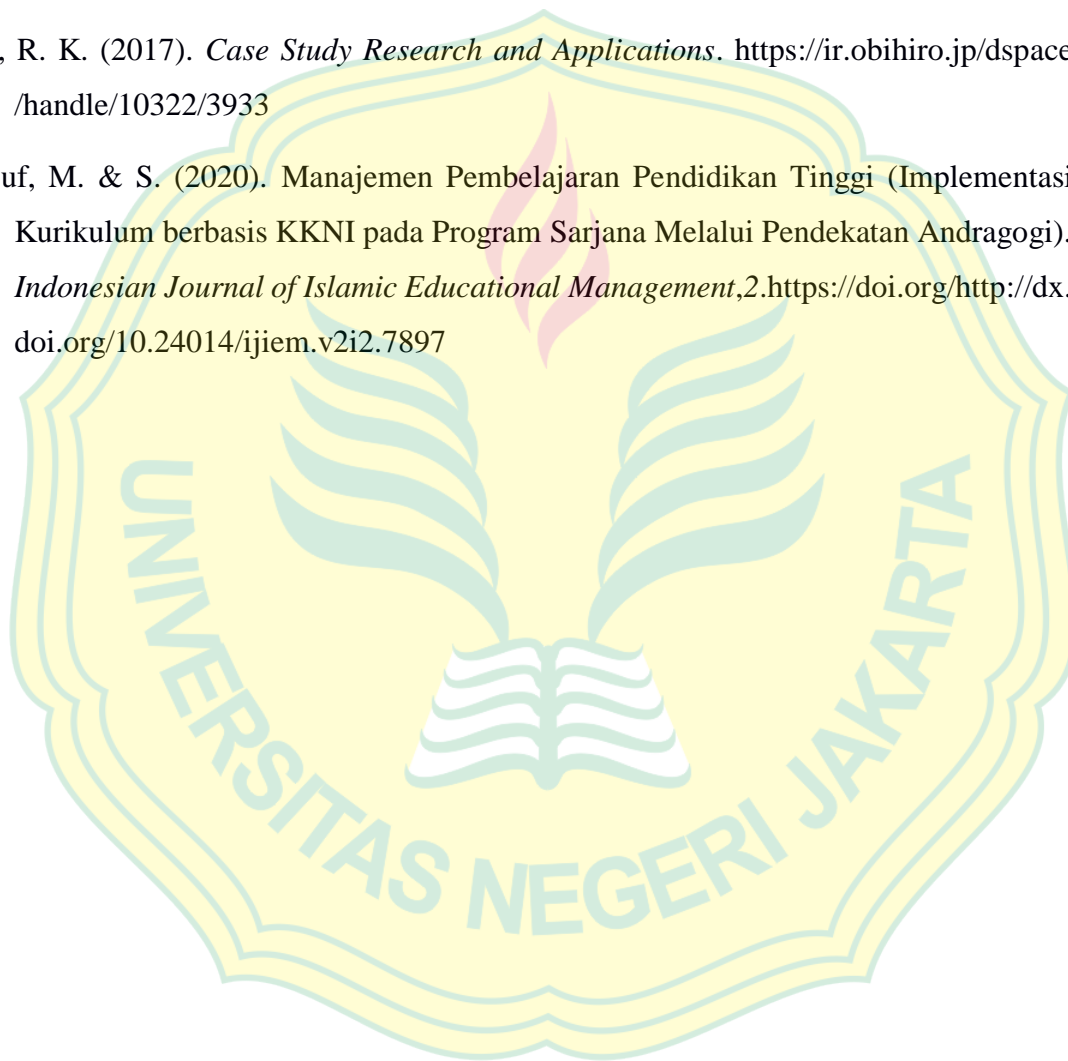 , R. K. (2017). Case Study Research and Applications. https://ir.obihiro.jp/dspace
/handle/10322/3933
uf, M. & S. (2020). Manajemen Pembelajaran Pendidikan Tinggi (Implementasi
Kurikulum berbasis KKNI pada Program Sarjana Melalui Pendekatan Andragogi).
Indonesian Journal of Islamic Educational Management,2.https://doi.org/http://dx.
doi.org/10.24014/ijiem.v2i2.7897
UNIVERSITAS NEGERI JAKARTA